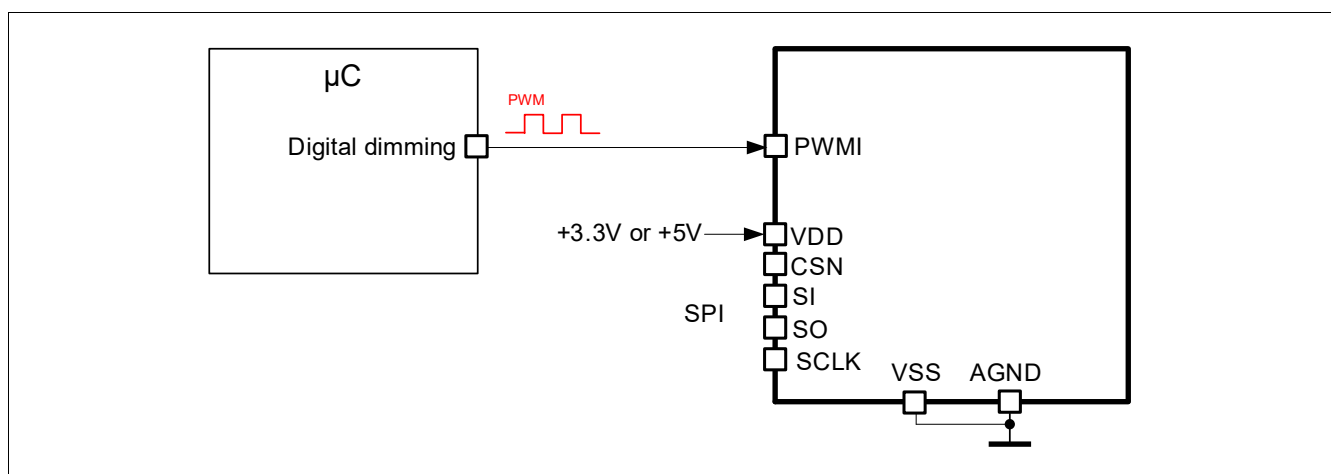 µC
PWM
Digital dimming
PWMI
+3.3V or +5V
VDD
CSN
SI
SPI
SO
SCLK
VSS
AGND